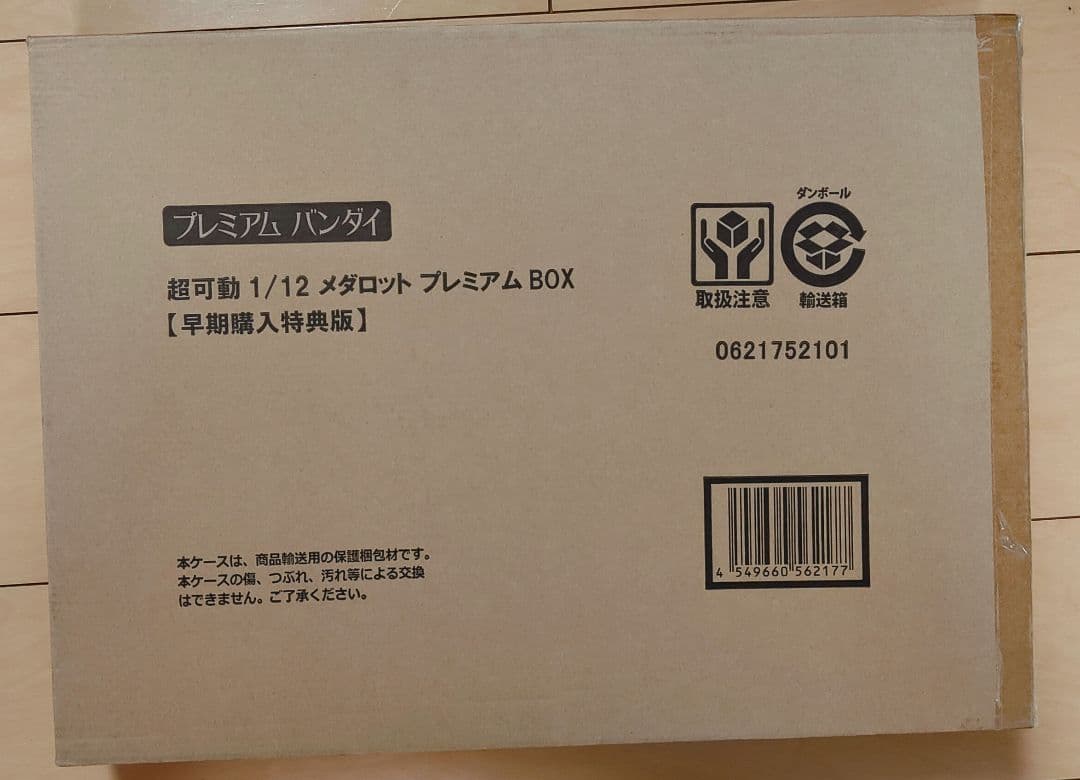 プレミアム バンダイ
超可動 1/12 メダロット プレミアム BOX
【早期購入特典版】
ダンボール
取扱注意 輸送箱
0621752101
本ケースは、商品輸送用の保護梱包材です。
本ケースの傷、つぶれ、汚れ等による交換
はできません。ご了承ください。
4 549660 562177